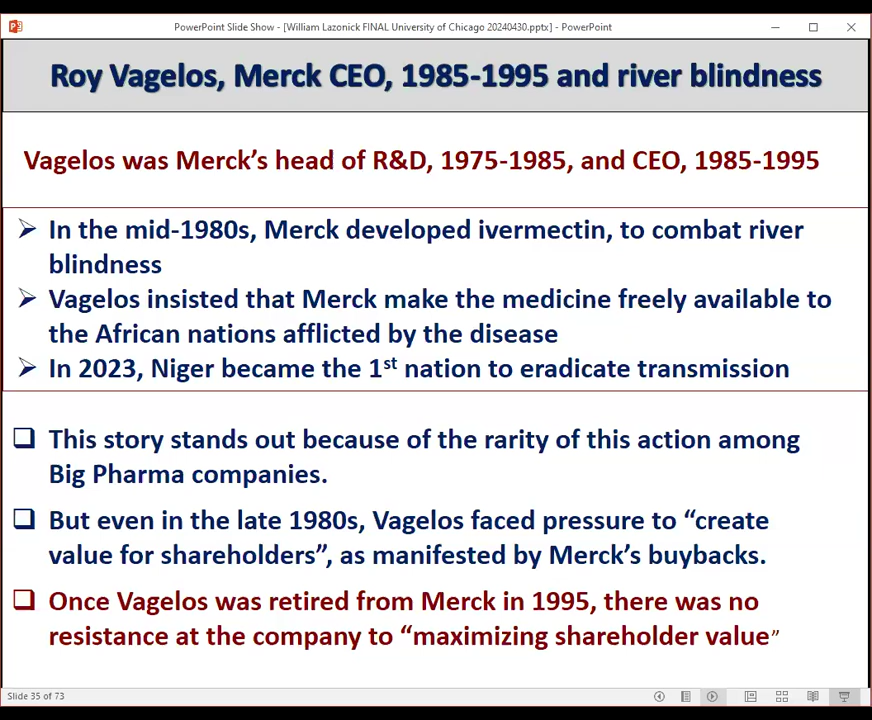 PowerPoint Slide Show - [William Lazonick FINAL University of Chicago 20240430.pptx] - PowerPoint
Roy Vagelos, Merck CEO, 1985-1995 and river blindness
Vagelos was Merck’s head of R&D, 1975-1985, and CEO, 1985-1995
In the mid-1980s, Merck developed ivermectin, to combat river
blindness
Vagelos insisted that Merck make the medicine freely available to
the African nations afflicted by the disease
In 2023, Niger became the 1st nation to eradicate transmission
This story stands out because of the rarity of this action among
Big Pharma companies.
But even in the late 1980s, Vagelos faced pressure to “create
value for shareholders”, as manifested by Merck’s buybacks.
Once Vagelos was retired from Merck in 1995, there was no
resistance at the company to “maximizing shareholder value”
Slide 35 of 73